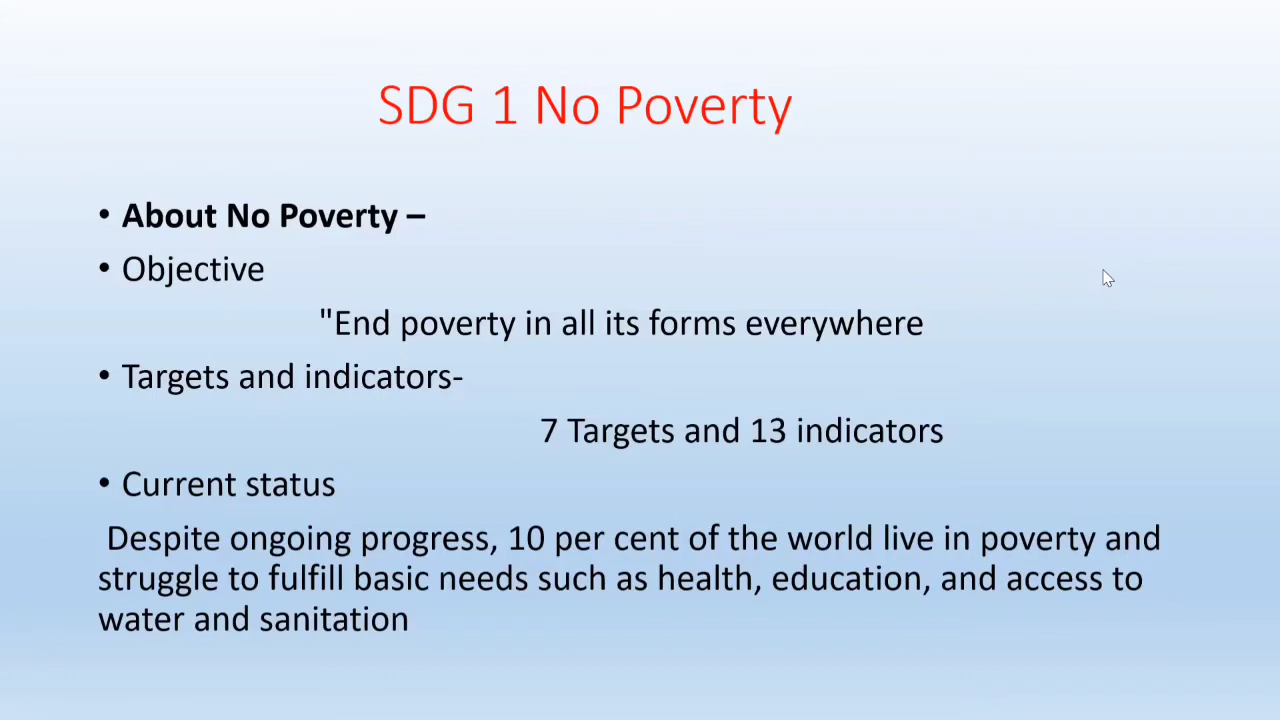 SDG 1 No Poverty
• About No Poverty –
• Objective
"End poverty in all its forms everywhere
• Targets and indicators-
7 Targets and 13 indicators
• Current status
Despite ongoing progress, 10 per cent of the world live in poverty and
struggle to fulfill basic needs such as health, education, and access to
water and sanitation